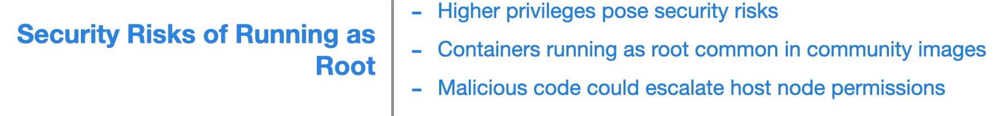 Security Risks of Running as
Root
- Higher privileges pose security risks
- Containers running as root common in community images
- Malicious code could escalate host node permissions